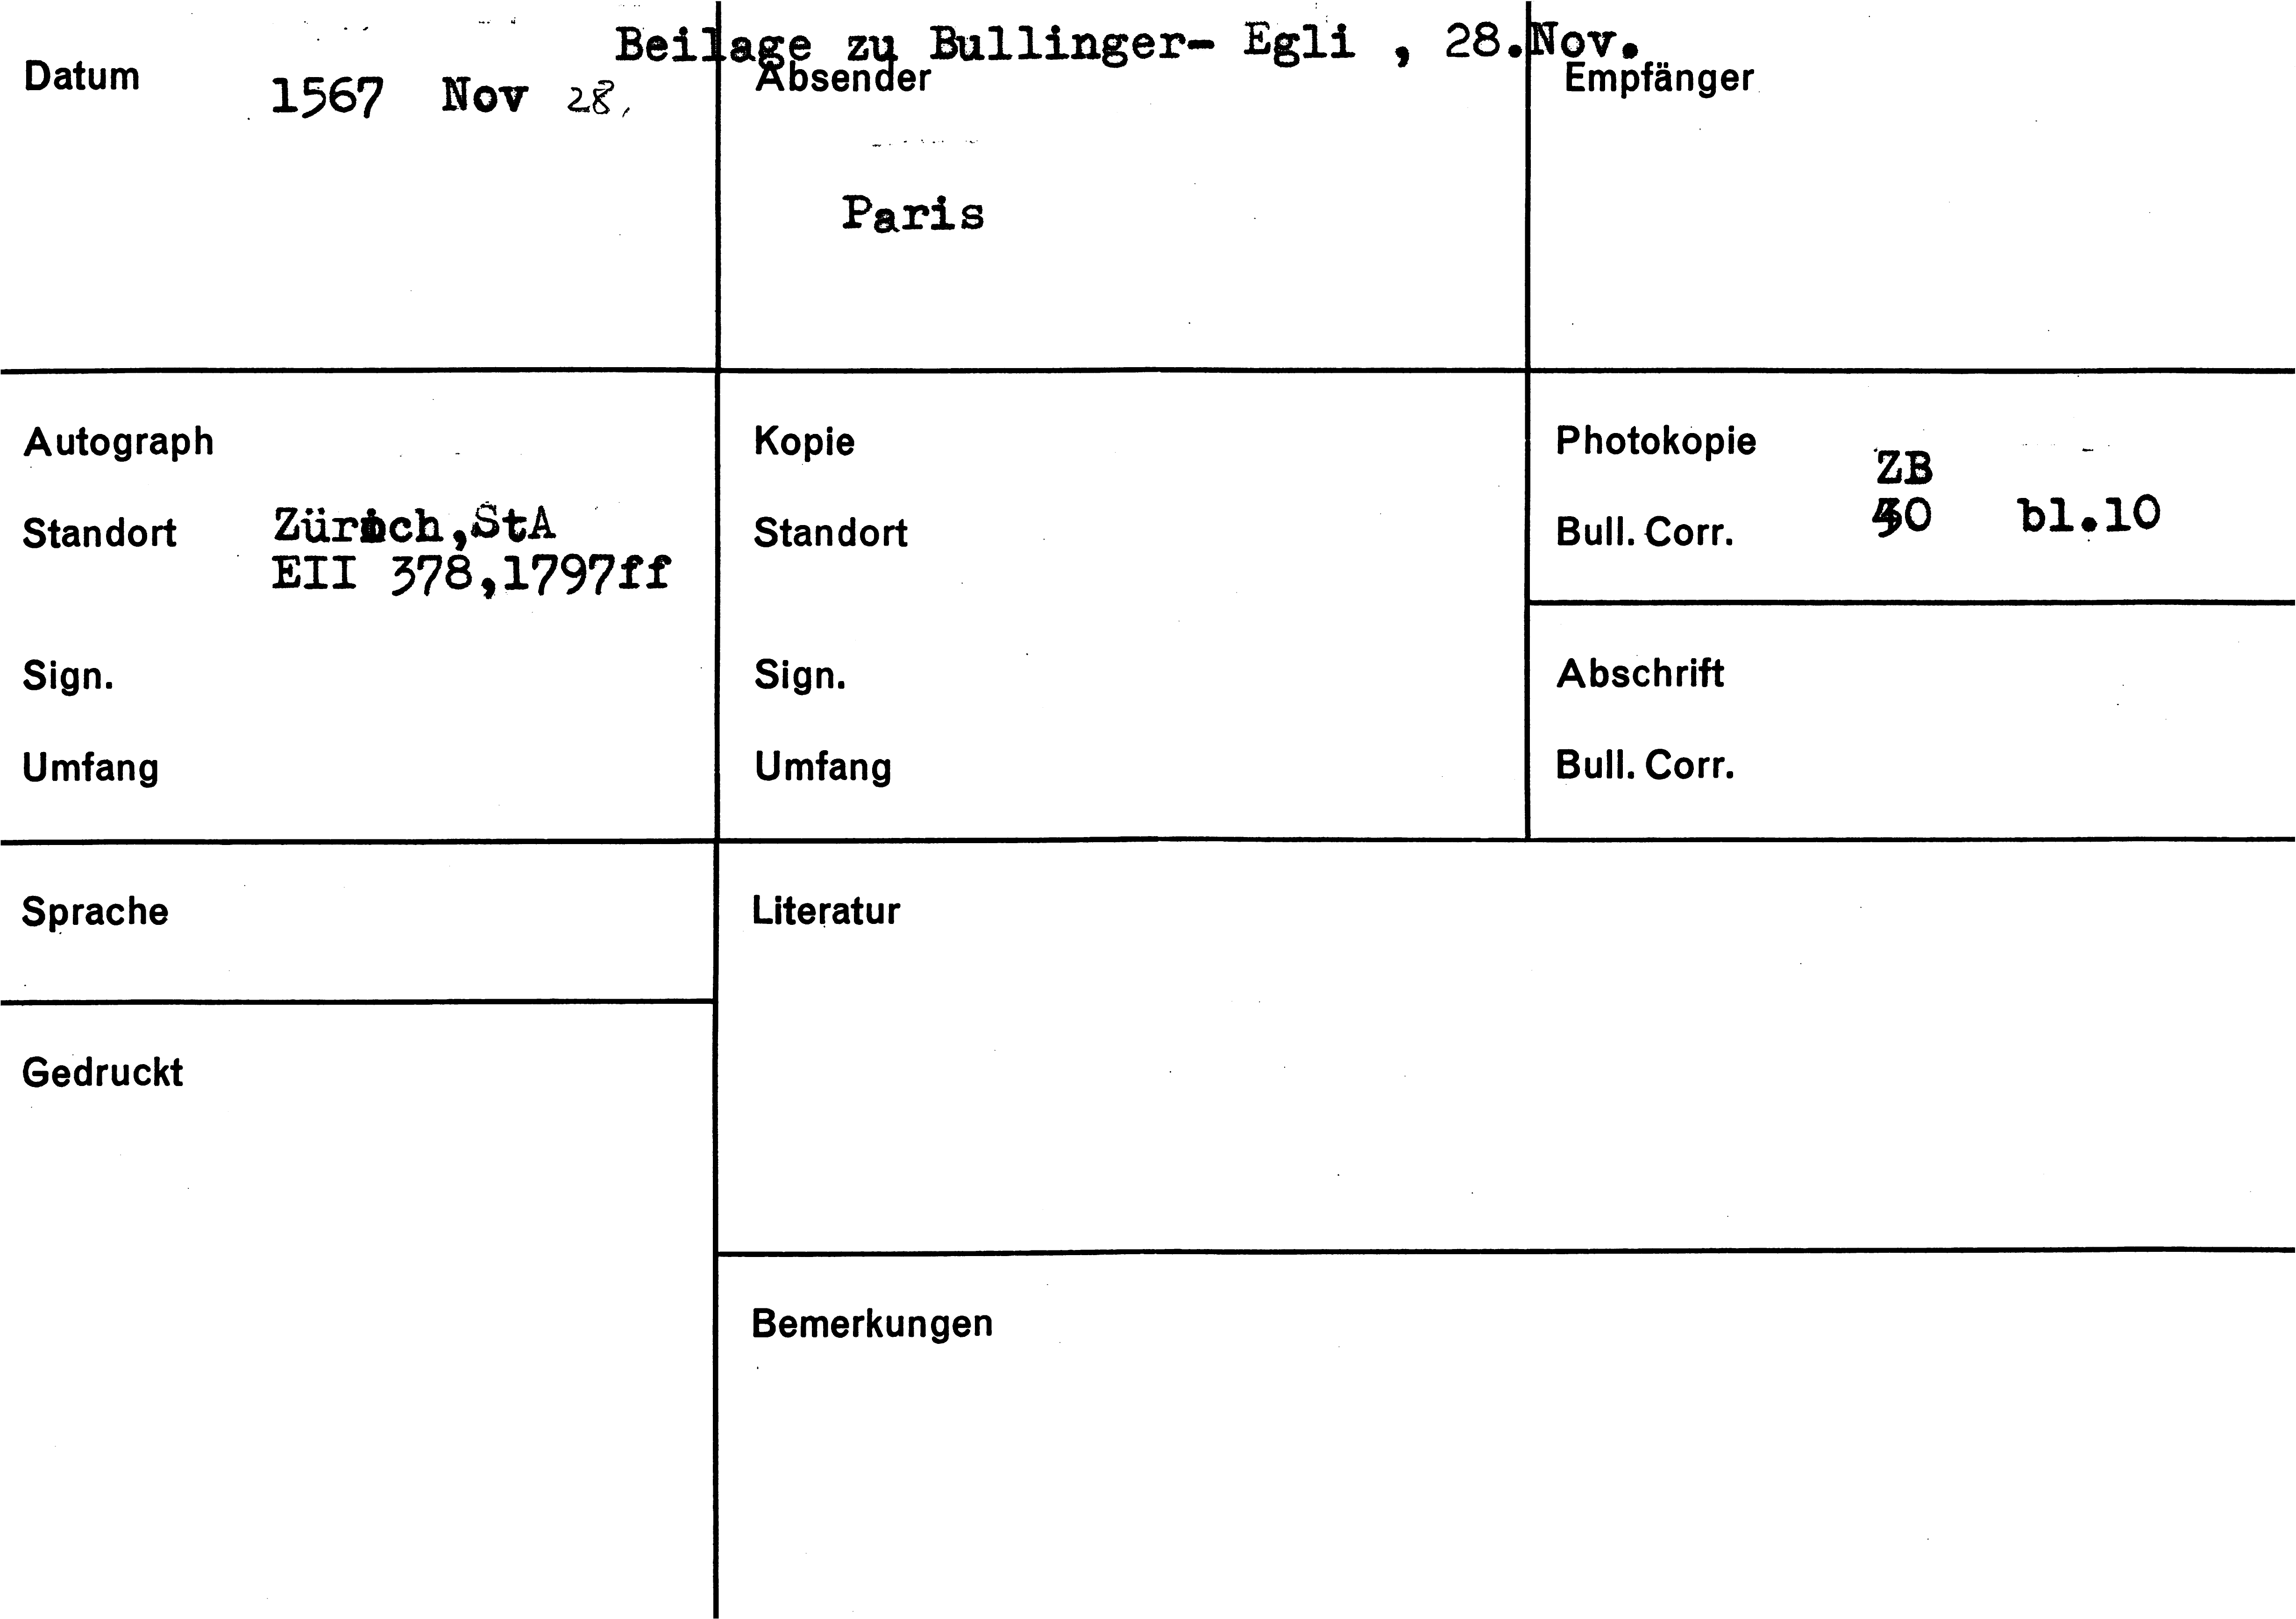 Beilage zu Bullinger- Egli , 28.Nov.
Datum 1567 Nov 28.
Absender
Paris
Empfänger
Autograph
Standort Zürich,StA
EII 378,1797ff
Sign.
Umfang
Kopie
Standort
Sign.
Umfang
Photokopie ZB
Bull. Corr. bl.10
Abschrift
Bull. Corr.
Sprache
Literatur
Gedruckt
Bemerkungen